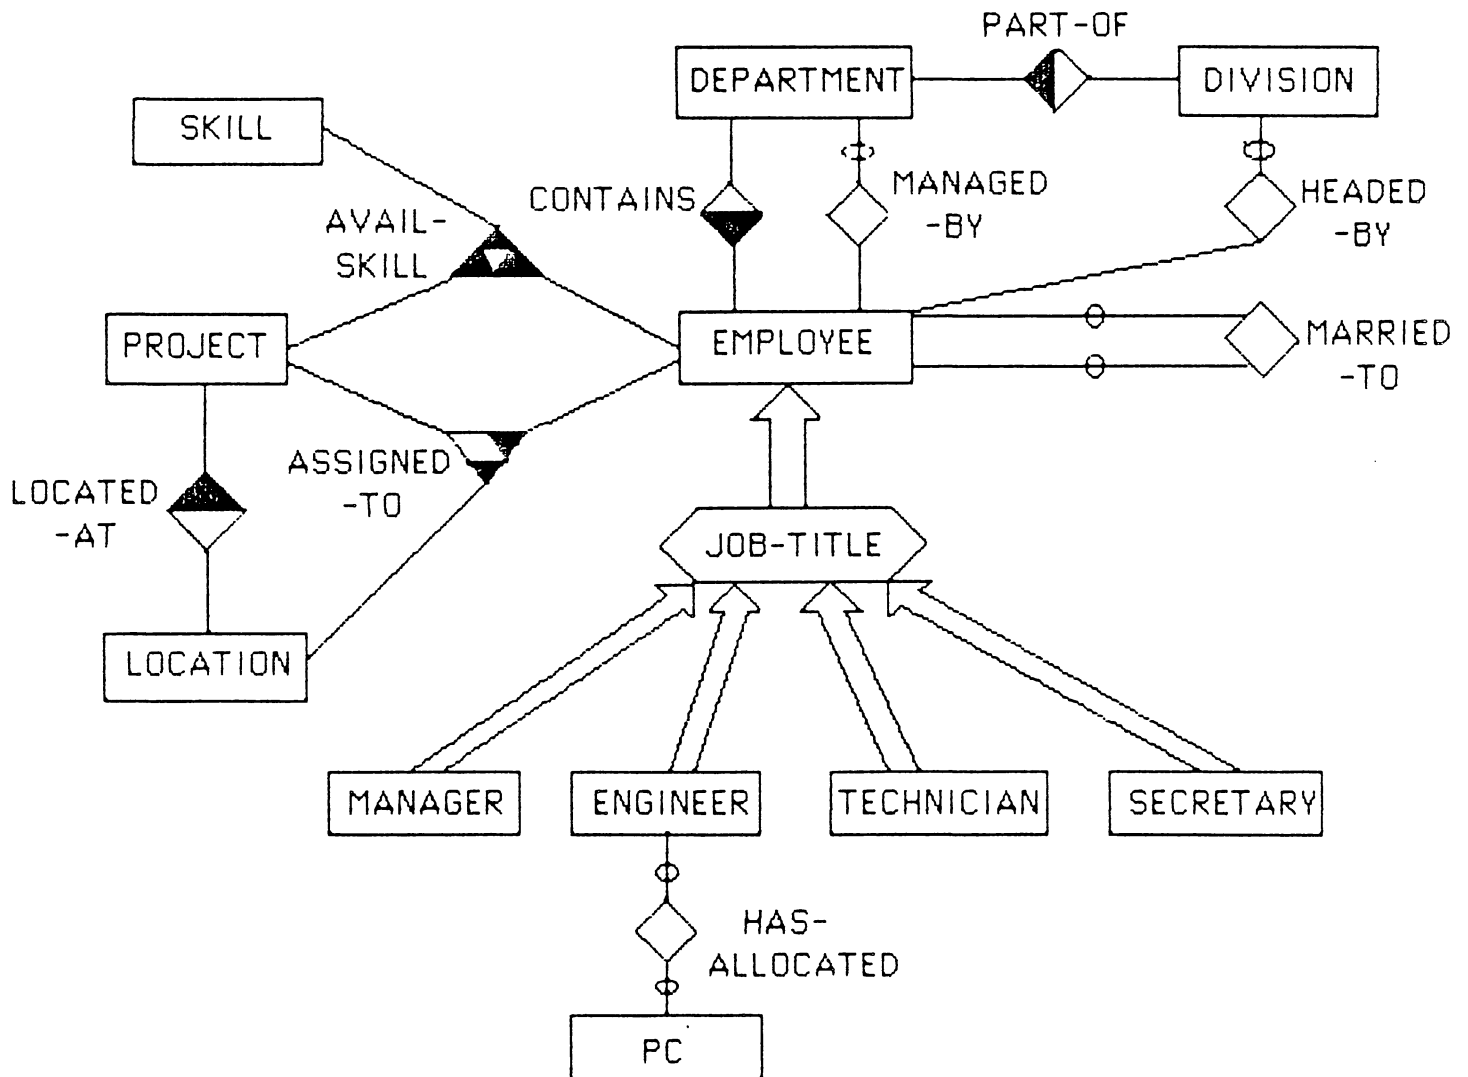 PART-OF
DEPARTMENT
DIVISION
SKILL
CONTAINS
MANAGED
-BY
HEADED
-BY
AVAIL-
SKILL
PROJECT
EMPLOYEE
MARRIED
-TO
ASSIGNED
-TO
LOCATED
-AT
JOB-TITLE
LOCATION
MANAGER
ENGINEER
TECHNICIAN
SECRETARY
HAS-
ALLOCATED
PC